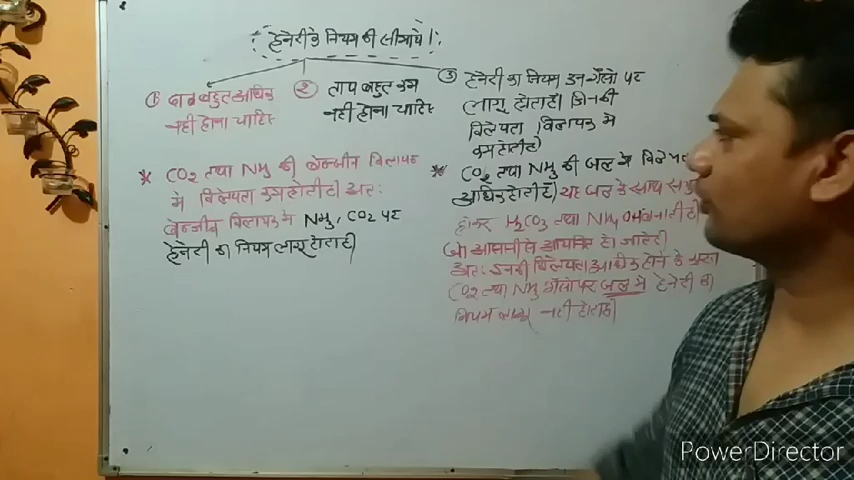 हेनरी के नियम की सीमाये !
① दाब बहुत अधिक
नही होना चाहिए
② ताप बहुत कम
नही होना चाहिए
③ हेनरी का नियम उन गैसो पर
लागू होता है। जिनकी
विलेयता विलायक मे
कम होती है
* CO₂ तथा NH₃ की बेन्जीन विलायक
मे विलेयता कम होती है अतः
बेन्जीन विलायक मे NH₃, CO₂ पर
हेनरी का नियम लागू होता है
* CO₂ तथा NH₃ की जल मे
अधिक होती है) यह जल के साथ
होकर H₂CO₃ तथा NH₄OH बनाती है
जो आसानी से आयनित हो जाते है
अतः इनकी विलेयता अधिक होने के
CO₂ तथा NH₃ गैसो पर जल मे हेनरी का
नियम लागू नही होता है।
PowerDirector